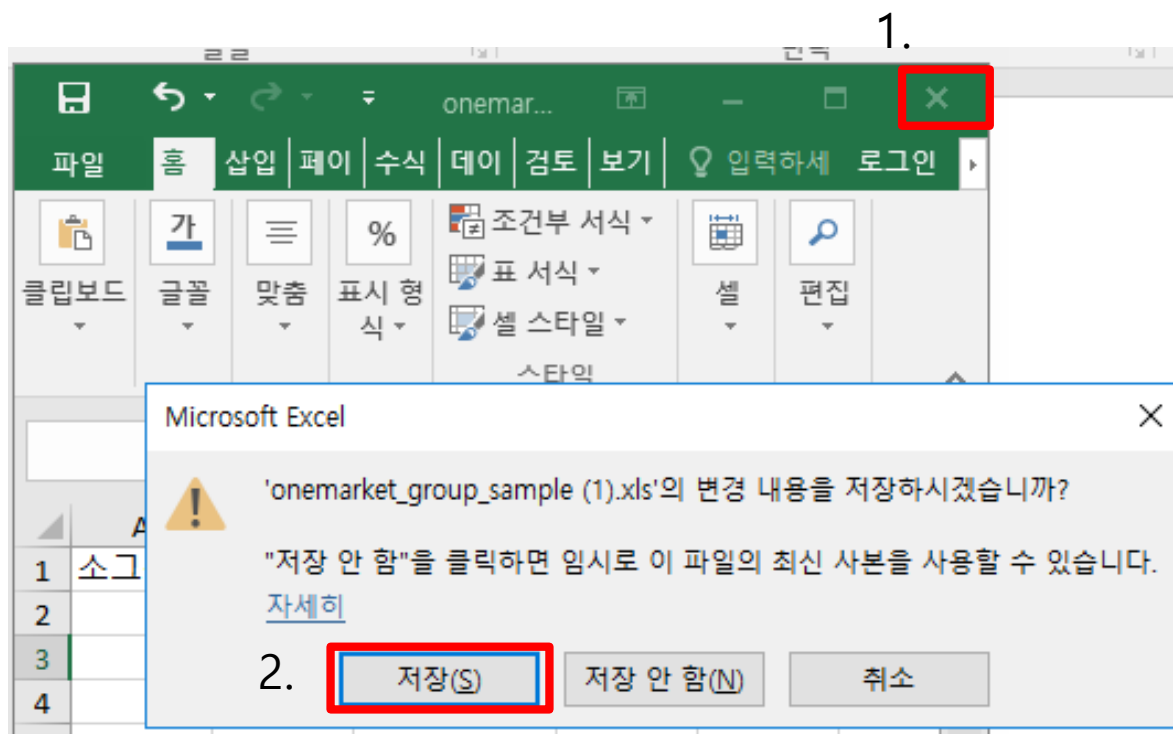 1.
onemar...
파일 홈 삽입 페이 수식 데이 검토 보기 입력하세 로그인
가 %
조건부 서식
표 서식
셀 스타일
클립보드 글꼴 맞춤 표시 형식 셀 편집
스타일
Microsoft Excel
'onemarket_group_sample (1).xls'의 변경 내용을 저장하시겠습니까?
"저장 안 함"을 클릭하면 임시로 이 파일의 최신 사본을 사용할 수 있습니다.
자세히
A
1 소그
2
3
4
2. 저장(S) 저장 안 함(N) 취소